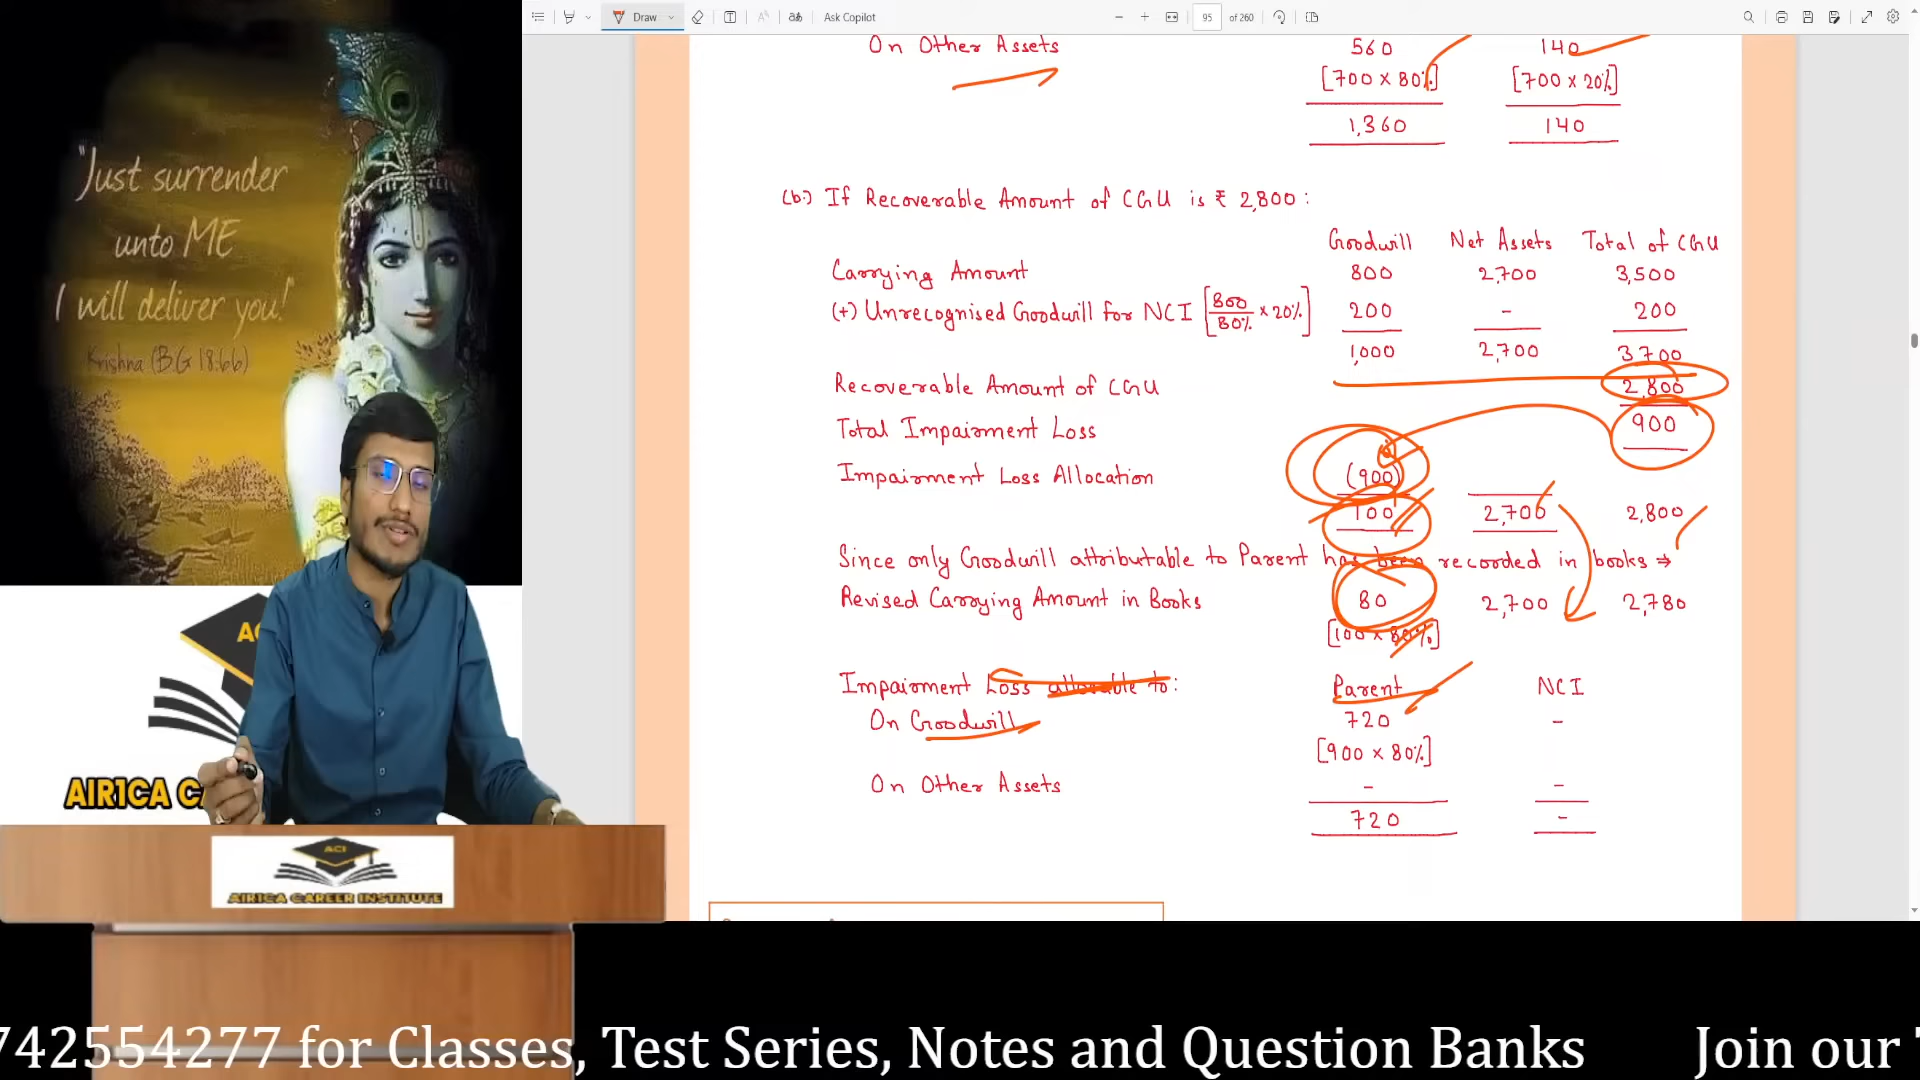 Draw
Ask Copilot
95
of 260
On Other Assets 560 140
[700 × 80%] [700 × 20%]
1,360 140
(b.) If Recoverable Amount of CGU is ₹ 2,800 :
Goodwill Net Assets Total of CGU
Carrying Amount 800 2,700 3,500
(+) Unrecognised Goodwill for NCI [800/80% × 20%] 200 - 200
1,000 2,700 3,700
Recoverable Amount of CGU 2,800
Total Impairment Loss 900
Impairment Loss Allocation (900)
100 2,700 2,800
Since only Goodwill attributable to Parent has been recorded in books ⇒
Revised Carrying Amount in Books 80 2,700 2,780
[100 × 80%]
Impairment Loss allocable to: Parent NCI
On Goodwill 720 -
[900 × 80%]
On Other Assets - -
720 -
"Just surrender
unto ME
I will deliver you!"
Krishna (B.G 18:66)
AIR1CA C
ACI
AIR1CA CAREER INSTITUTE
742554277 for Classes, Test Series, Notes and Question Banks Join our